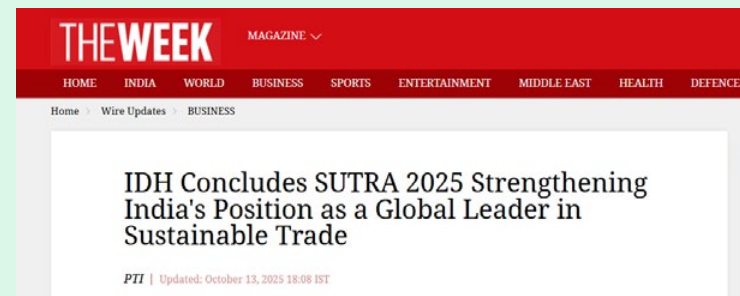 THEWEEK MAGAZINE
HOME INDIA WORLD BUSINESS SPORTS ENTERTAINMENT MIDDLE EAST HEALTH DEFENCE
Home > Wire Updates > BUSINESS
IDH Concludes SUTRA 2025 Strengthening
India's Position as a Global Leader in
Sustainable Trade
PTI | Updated: October 13, 2025 18:08 IST